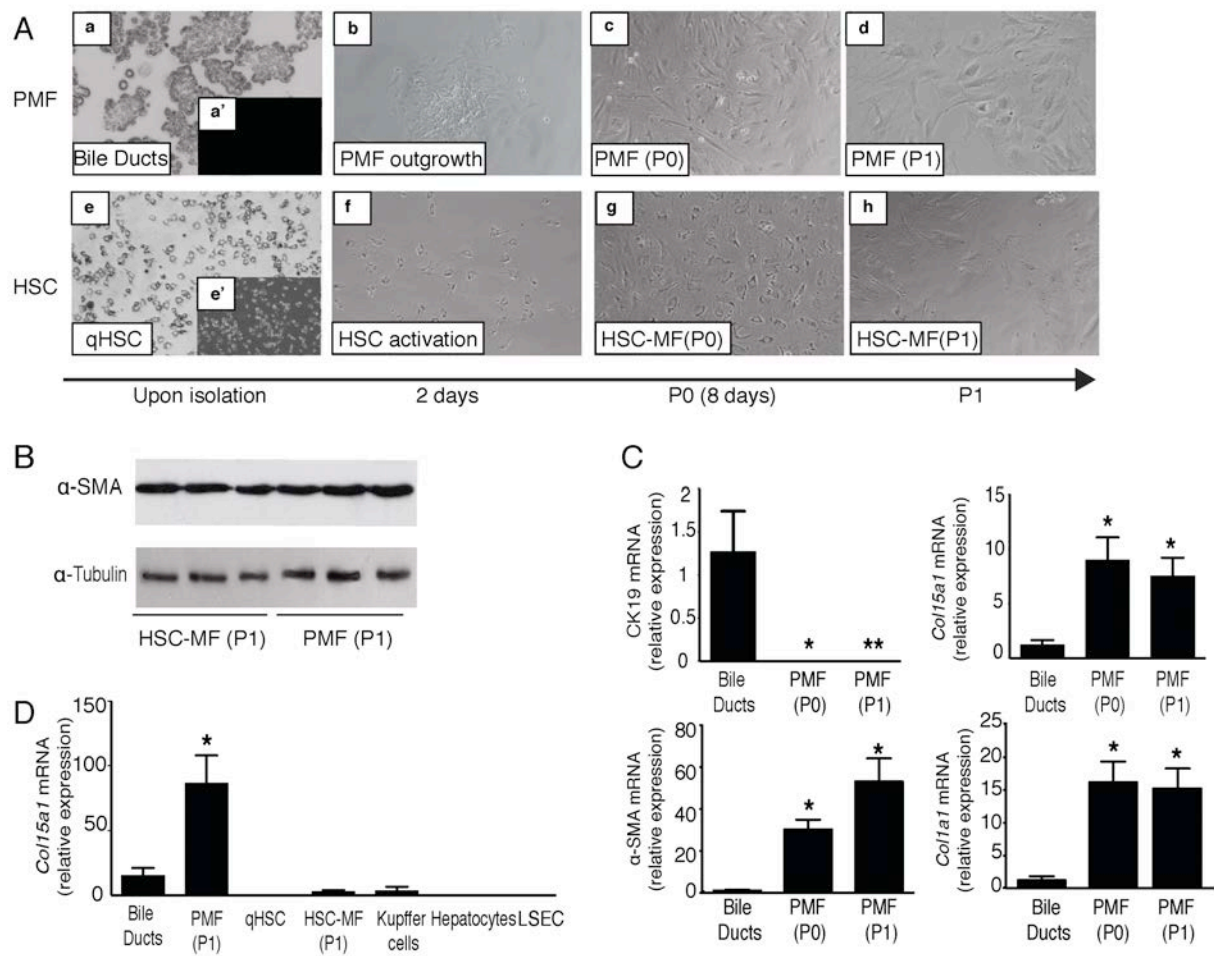 A
PMF
a
a'
Bile Ducts
b
PMF outgrowth
c
PMF (P0)
d
PMF (P1)
HSC
e
e'
qHSC
f
HSC activation
g
HSC-MF(P0)
h
HSC-MF(P1)
Upon isolation 2 days P0 (8 days) P1
B
α-SMA
α-Tubulin
HSC-MF (P1) PMF (P1)
C
CK19 mRNA
(relative expression)
2
1.5
1
0.5
0
* **
Bile Ducts
PMF (P0)
PMF (P1)
Col15a1 mRNA
(relative expression)
15
10
5
0
* *
Bile Ducts
PMF (P0)
PMF (P1)
α-SMA mRNA
(relative expression)
80
60
40
20
0
* *
Bile Ducts
PMF (P0)
PMF (P1)
Col1a1 mRNA
(relative expression)
25
20
15
10
5
0
* *
Bile Ducts
PMF (P0)
PMF (P1)
D
Col15a1 mRNA
(relative expression)
150
100
50
0
*
Bile Ducts
PMF (P1)
qHSC
HSC-MF (P1)
Kupffer cells
Hepatocytes
LSEC